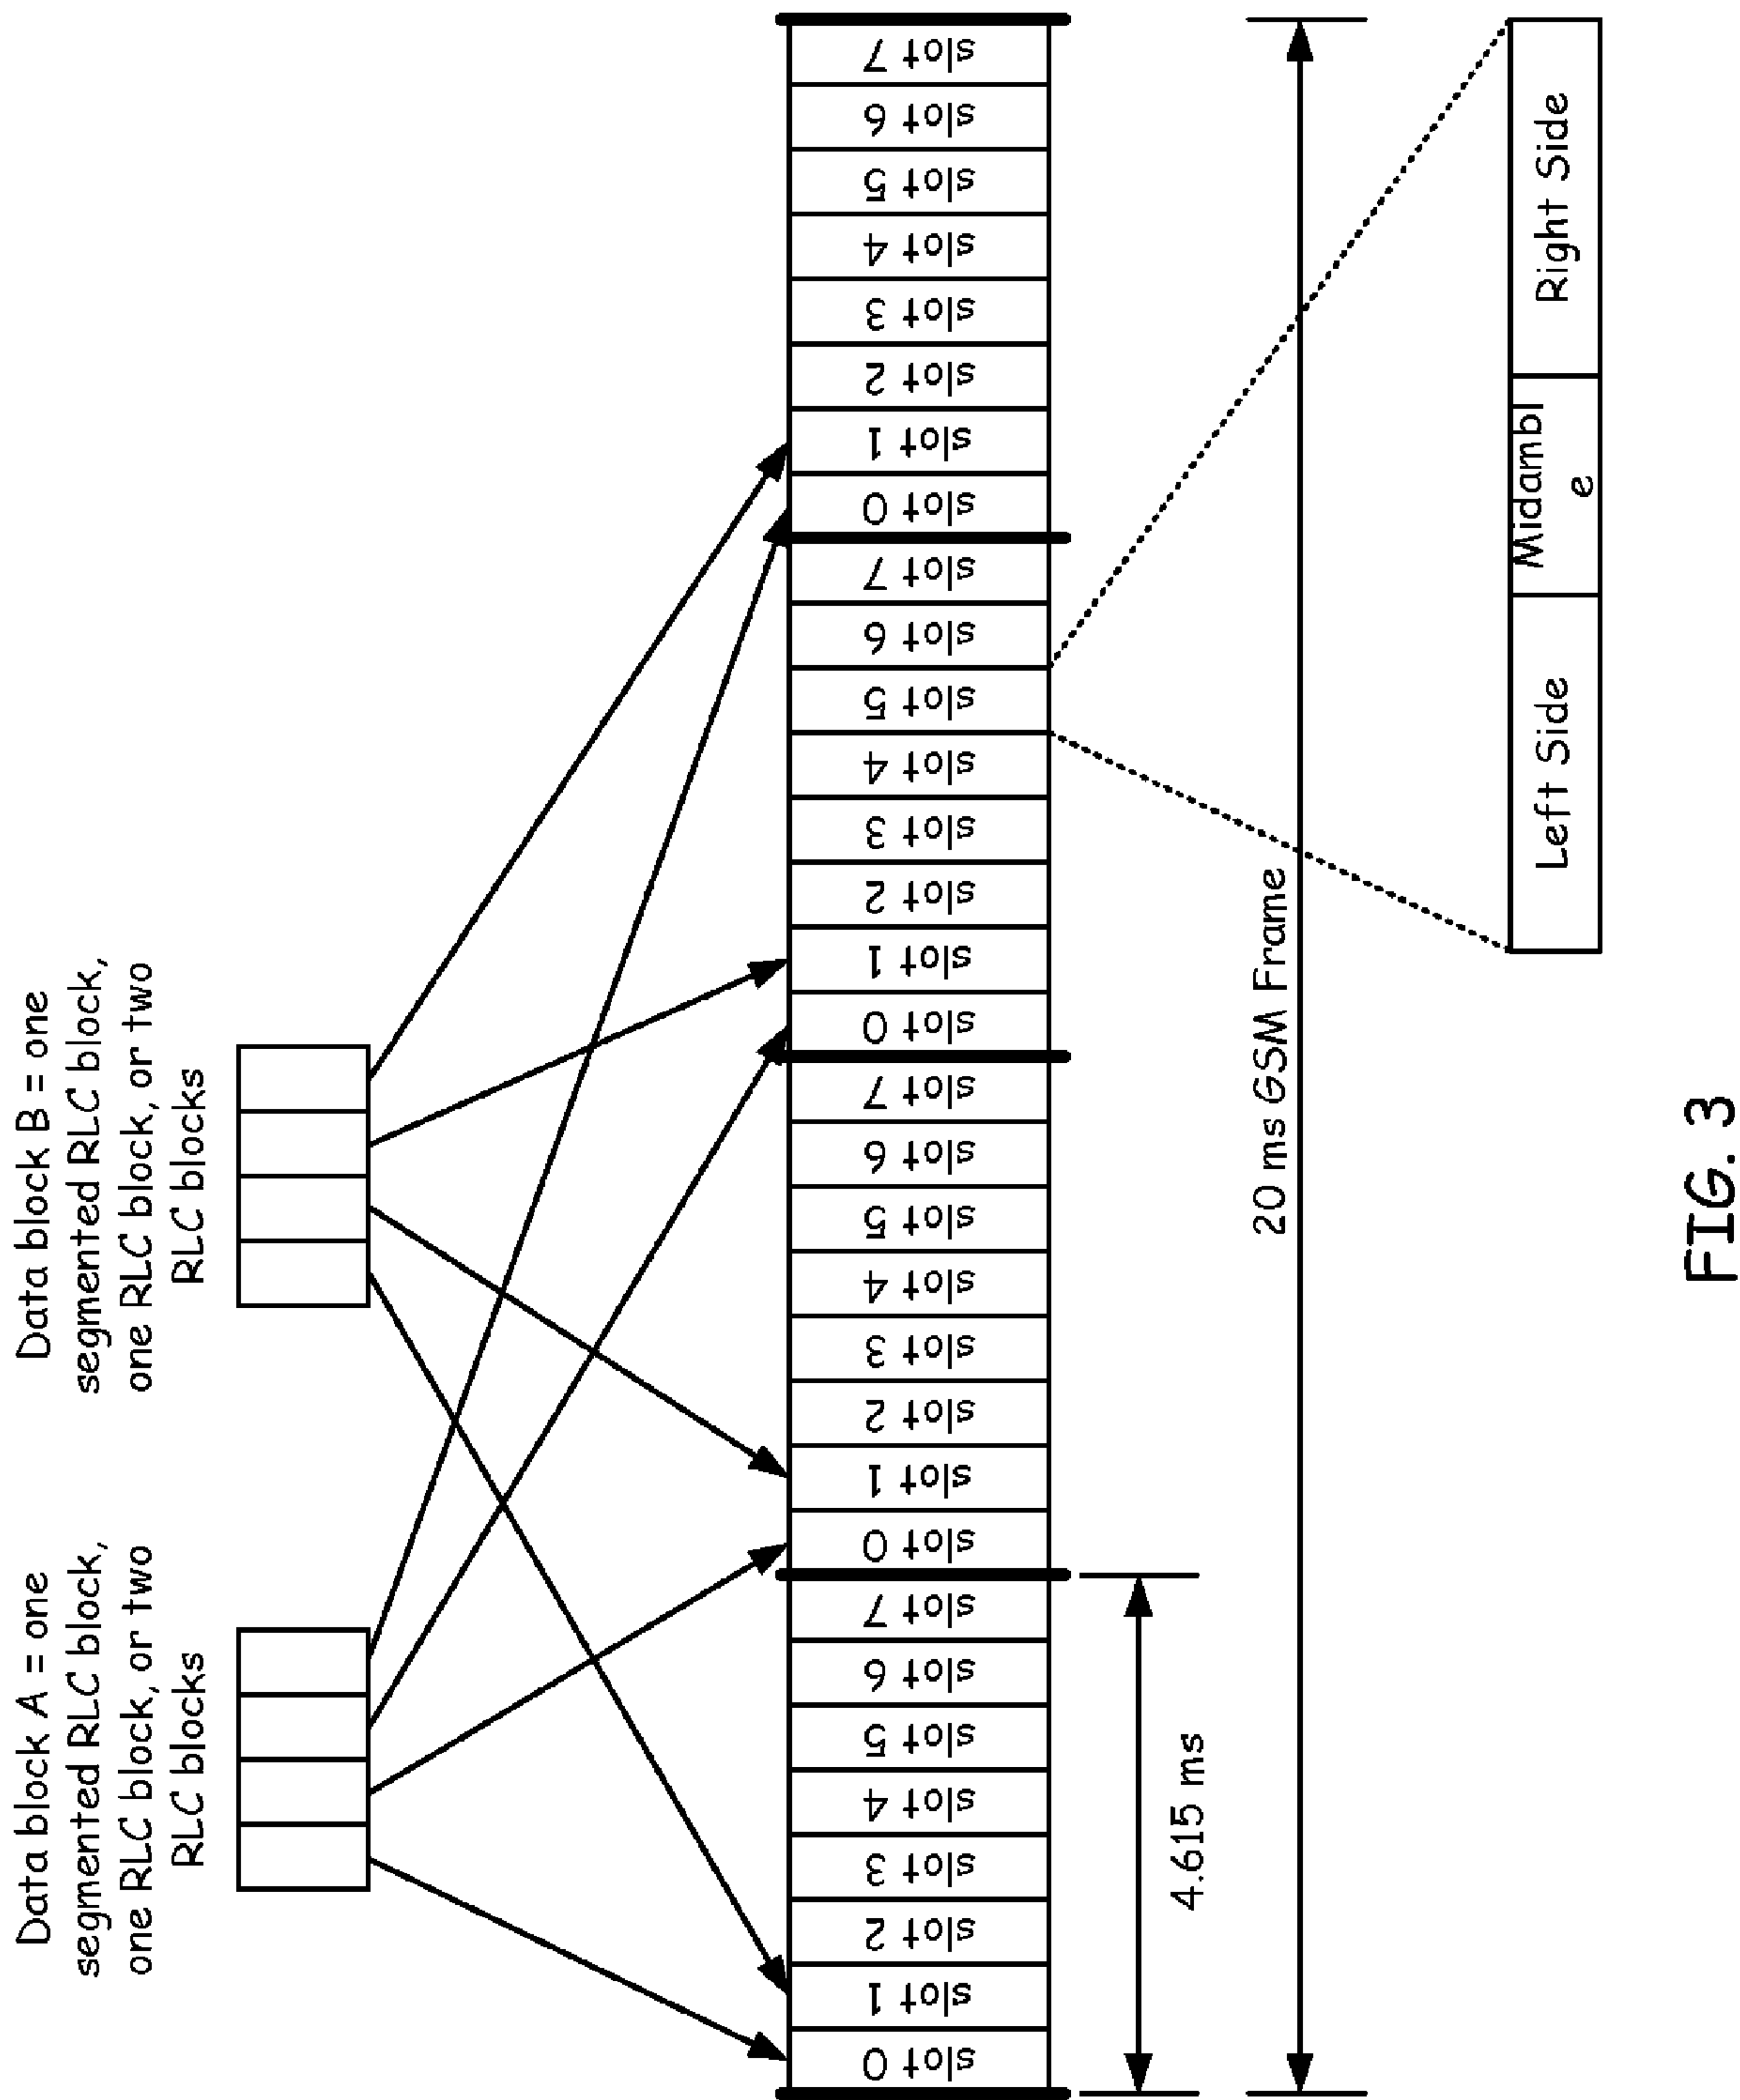 Data block A = one
segmented RLC block,
one RLC block, or two
RLC blocks
Data block B = one
segmented RLC block,
one RLC block, or two
RLC blocks
slot 0
slot 1
slot 2
slot 3
slot 4
slot 5
slot 6
slot 7
slot 0
slot 1
slot 2
slot 3
slot 4
slot 5
slot 6
slot 7
slot 0
slot 1
slot 2
slot 3
slot 4
slot 5
slot 6
slot 7
slot 0
slot 1
slot 2
slot 3
slot 4
slot 5
slot 6
slot 7
4.615 ms
20 ms GSM Frame
Left Side
Midambl
e
Right Side
FIG. 3